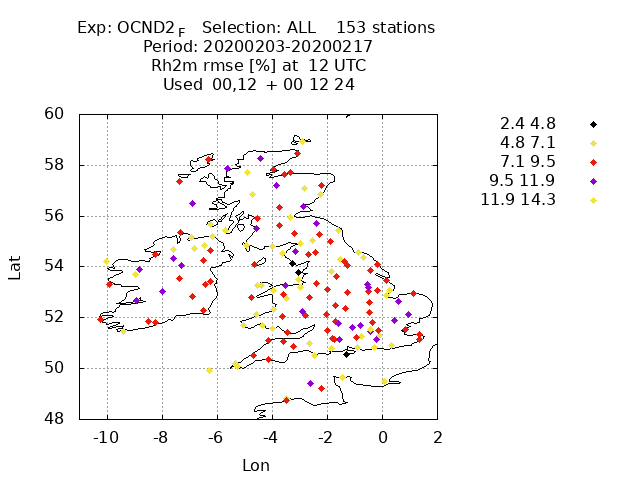 Exp: OCND2F Selection: ALL 153 stations
Period: 20200203-20200217
Rh2m rmse [%] at 12 UTC
Used 00,12 + 00 12 24
60
58
56
54
52
50
48
Lat
-10 -8 -6 -4 -2 0 2
Lon
2.4 4.8
4.8 7.1
7.1 9.5
9.5 11.9
11.9 14.3